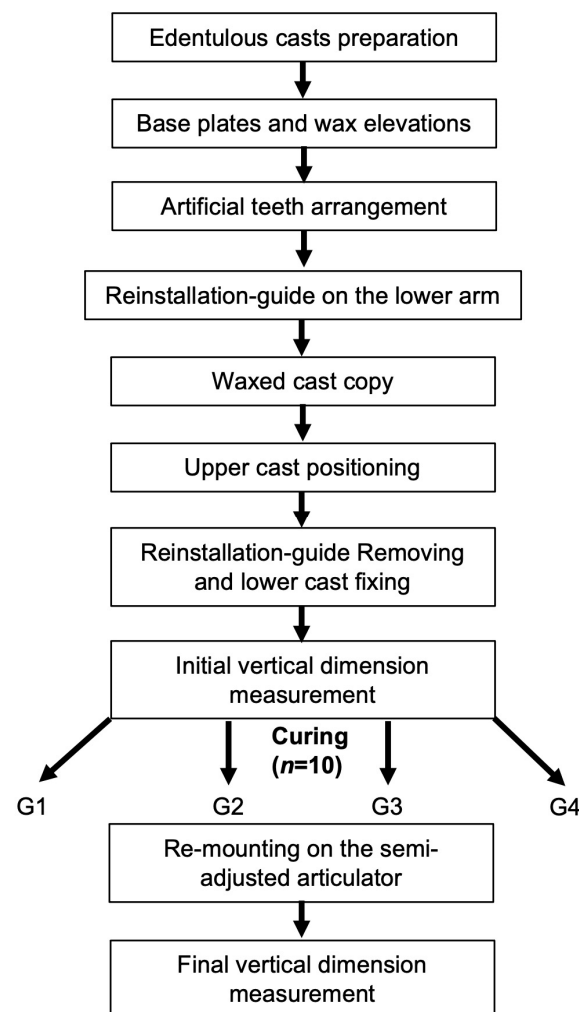 Edentulous casts preparation
Base plates and wax elevations
Artificial teeth arrangement
Reinstallation-guide on the lower arm
Waxed cast copy
Upper cast positioning
Reinstallation-guide Removing
and lower cast fixing
Initial vertical dimension
measurement
Curing
(n=10)
G1 G2 G3 G4
Re-mounting on the semi-
adjusted articulator
Final vertical dimension
measurement